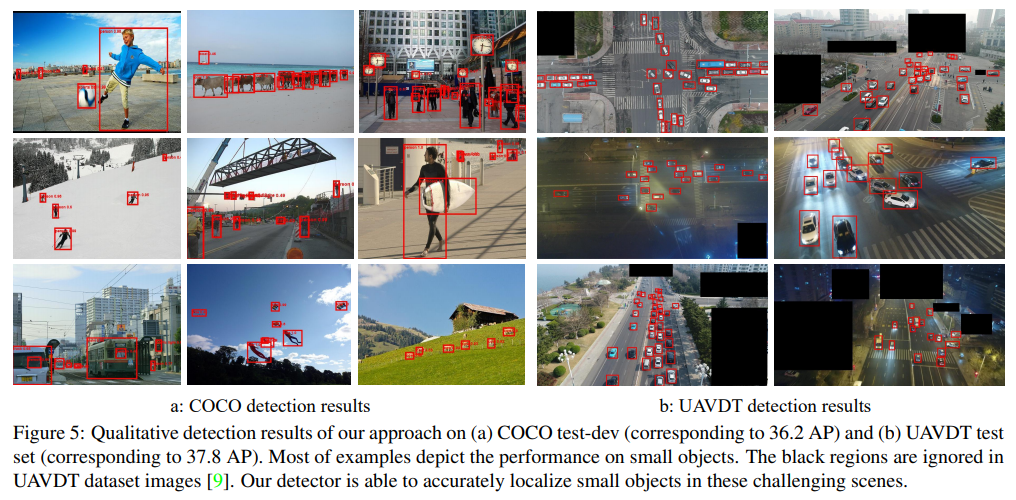 a: COCO detection results
b: UAVDT detection results
Figure 5: Qualitative detection results of our approach on (a) COCO test-dev (corresponding to 36.2 AP) and (b) UAVDT test
set (corresponding to 37.8 AP). Most of examples depict the performance on small objects. The black regions are ignored in
UAVDT dataset images [9]. Our detector is able to accurately localize small objects in these challenging scenes.